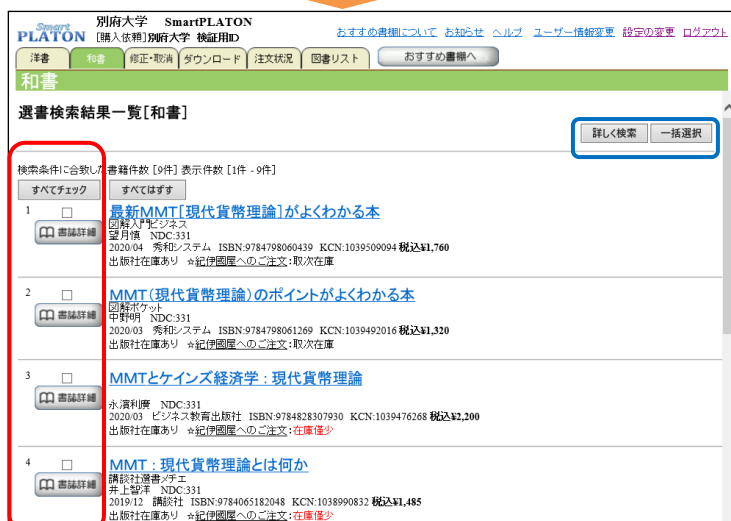 別府大学 SmartPLATON
Smart
PLATON [購入依頼]別府大学 検証用ID
おすすめ書棚について お知らせ ヘルプ ユーザー情報変更 設定の変更 ログアウト
洋書 和書 修正・取消 ダウンロード 注文状況 図書リスト おすすめ書棚へ
和書
選書検索結果一覧[和書]
詳しく検索 一括選択
検索条件に合致した書籍件数 [9件] 表示件数 [1件 - 9件]
すべてチェック すべてはずす
1 最新MMT[現代貨幣理論]がよくわかる本
図解入門ビジネス
書誌詳細 望月慎 NDC:331
2020/04 秀和システム ISBN:9784798060439 KCN:1039509094 税込¥1,760
出版社在庫あり ☆紀伊國屋へのご注文:取次在庫
2 MMT(現代貨幣理論)のポイントがよくわかる本
図解ポケット
書誌詳細 中野明 NDC:331
2020/03 秀和システム ISBN:9784798061269 KCN:1039492016 税込¥1,320
出版社在庫あり ☆紀伊國屋へのご注文:取次在庫
3 MMTとケインズ経済学 : 現代貨幣理論
書誌詳細 永濱利廣 NDC:331
2020/03 ビジネス教育出版社 ISBN:9784828307930 KCN:1039476268 税込¥2,200
出版社在庫あり ☆紀伊國屋へのご注文:在庫僅少
4 MMT : 現代貨幣理論とは何か
講談社選書メチエ
書誌詳細 井上智洋 NDC:331
2019/12 講談社 ISBN:9784065182048 KCN:1038990832 税込¥1,485
出版社在庫あり ☆紀伊國屋へのご注文:在庫僅少